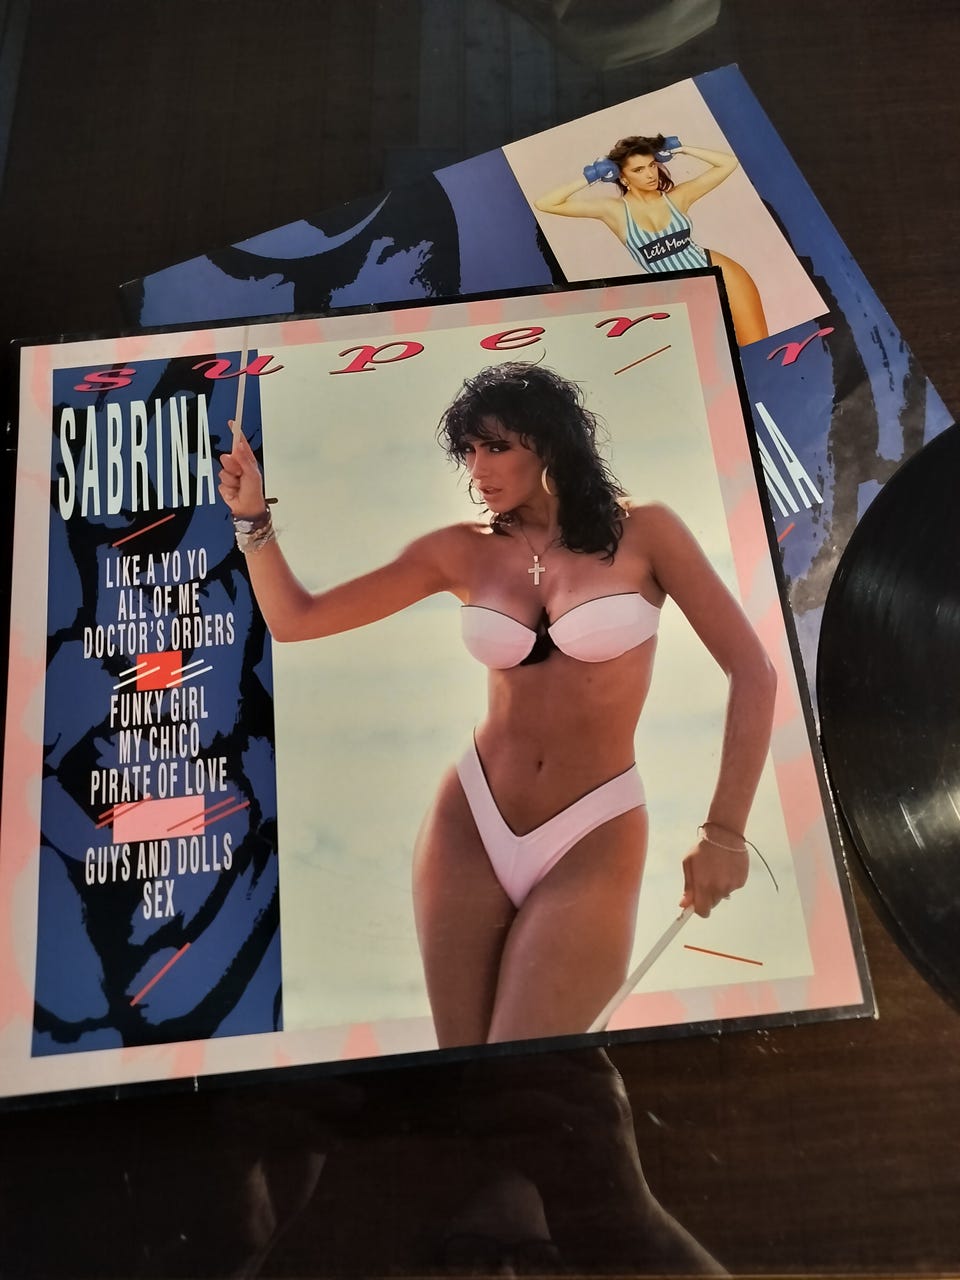 Let's Mov
super
r
SABRINA
NA
LIKE A YO YO
ALL OF ME
DOCTOR'S ORDERS
FUNKY GIRL
MY CHICO
PIRATE OF LOVE
GUYS AND DOLLS
SEX